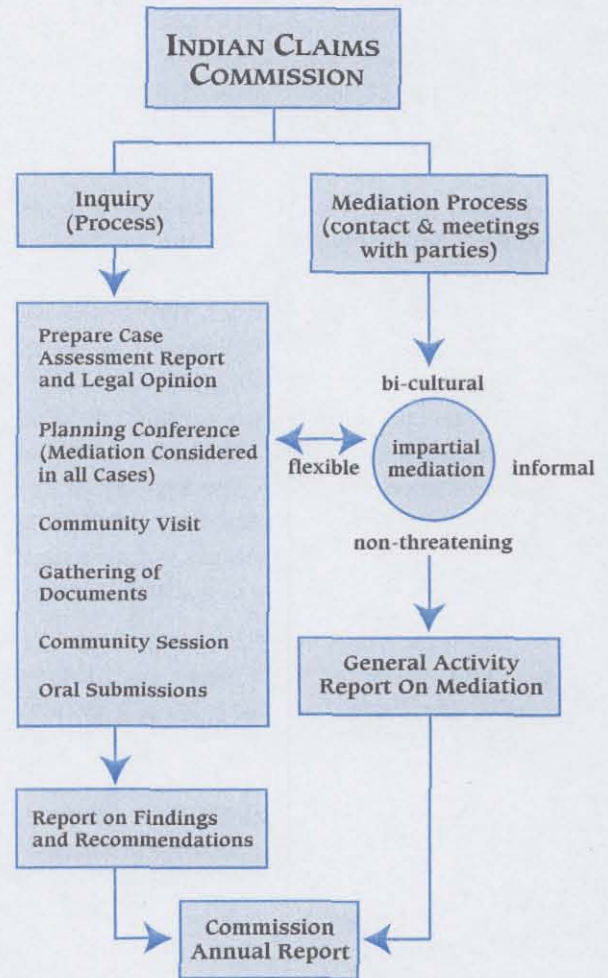 INDIAN CLAIMS
COMMISSION
Inquiry
(Process)
Mediation Process
(contact & meetings
with parties)
Prepare Case
Assessment Report
and Legal Opinion
Planning Conference
(Mediation Considered
in all Cases)
Community Visit
Gathering of
Documents
Community Session
Oral Submissions
bi-cultural
flexible
impartial
mediation
informal
non-threatening
General Activity
Report On Mediation
Report on Findings
and Recommendations
Commission
Annual Report